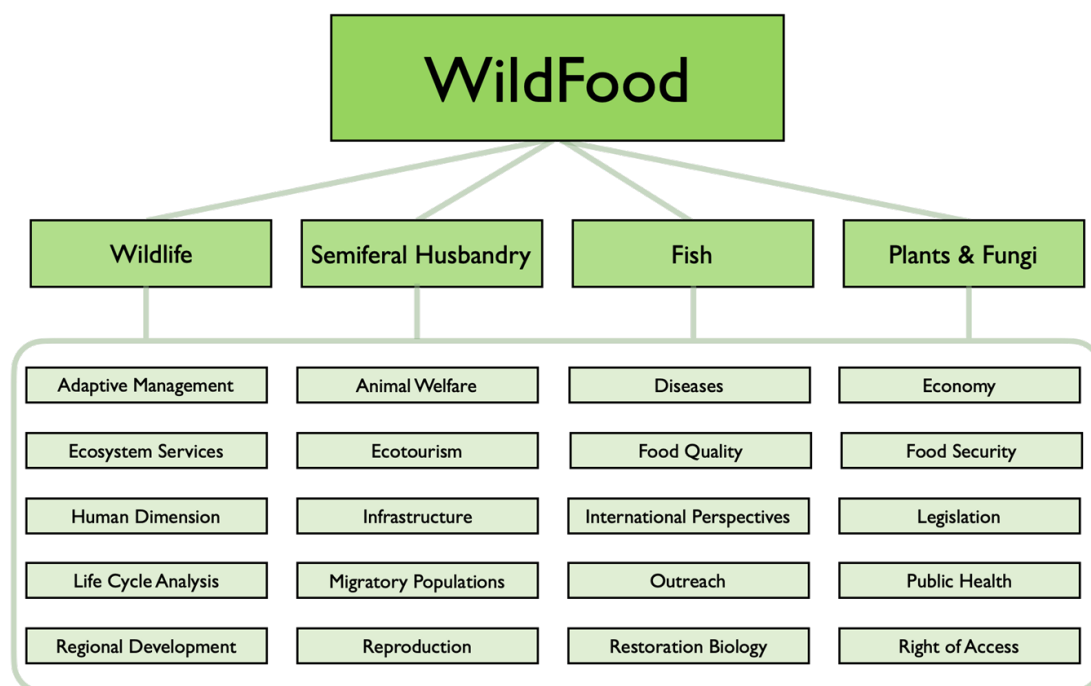 WildFood
Wildlife
Semiferal Husbandry
Fish
Plants & Fungi
Adaptive Management
Animal Welfare
Diseases
Economy
Ecosystem Services
Ecotourism
Food Quality
Food Security
Human Dimension
Infrastructure
International Perspectives
Legislation
Life Cycle Analysis
Migratory Populations
Outreach
Public Health
Regional Development
Reproduction
Restoration Biology
Right of Access